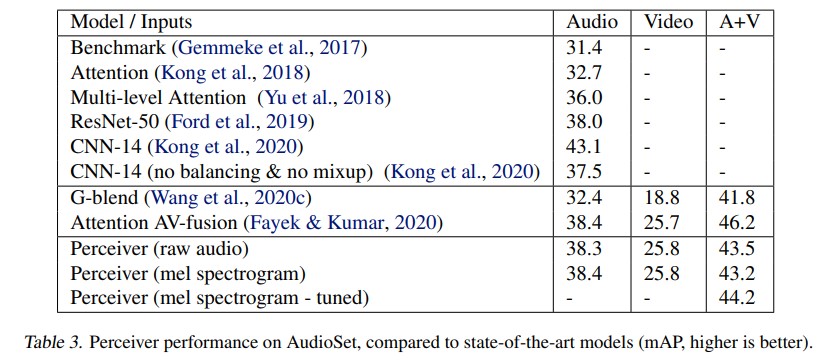 Model / Inputs Audio Video A+V
Benchmark (Gemmeke et al., 2017) 31.4 - -
Attention (Kong et al., 2018) 32.7 - -
Multi-level Attention (Yu et al., 2018) 36.0 - -
ResNet-50 (Ford et al., 2019) 38.0 - -
CNN-14 (Kong et al., 2020) 43.1 - -
CNN-14 (no balancing & no mixup) (Kong et al., 2020) 37.5 - -
G-blend (Wang et al., 2020c) 32.4 18.8 41.8
Attention AV-fusion (Fayek & Kumar, 2020) 38.4 25.7 46.2
Perceiver (raw audio) 38.3 25.8 43.5
Perceiver (mel spectrogram) 38.4 25.8 43.2
Perceiver (mel spectrogram - tuned) - - 44.2
Table 3. Perceiver performance on AudioSet, compared to state-of-the-art models (mAP, higher is better).